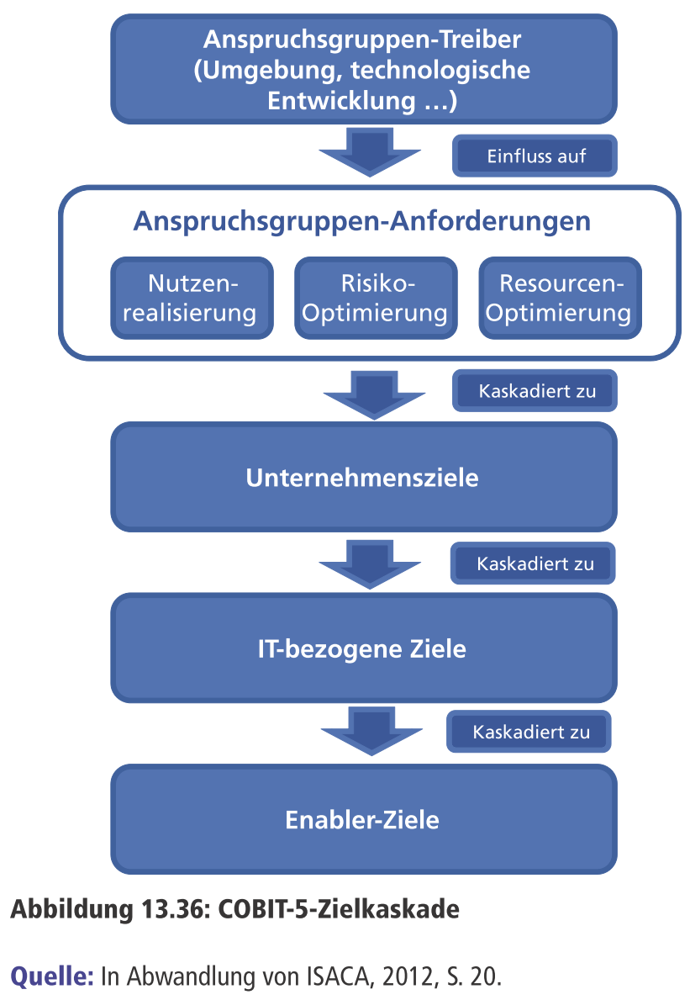 Anspruchsgruppen-Treiber
(Umgebung, technologische
Entwicklung …)
Einfluss auf
Anspruchsgruppen-Anforderungen
Nutzen-
realisierung
Risiko-
Optimierung
Resourcen-
Optimierung
Kaskadiert zu
Unternehmensziele
Kaskadiert zu
IT-bezogene Ziele
Kaskadiert zu
Enabler-Ziele
Abbildung 13.36: COBIT-5-Zielkaskade
Quelle: In Abwandlung von ISACA, 2012, S. 20.